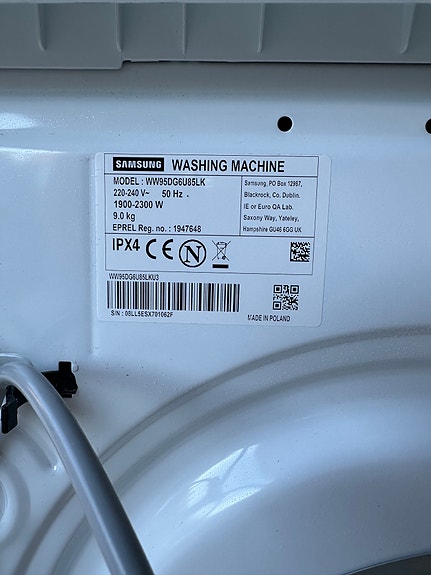 SAMSUNG WASHING MACHINE
MODEL : WW95DG6U85LK
220-240 V~ 50 Hz
1900-2300 W
9.0 kg
EPREL Reg. no. : 1947648
Samsung, PO Box 12987,
Blackrock, Co. Dublin.
IE or Euro QA Lab.
Saxony Way, Yateley,
Hampshire GU46 6GG UK
IPX4 CE N
WW95DG6U85LKU3
S/N : 08LL5ESX701062F
MADE IN POLAND